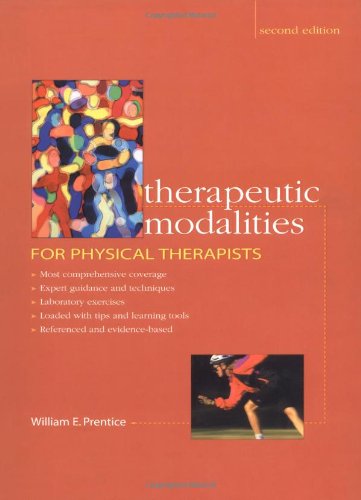 second edition
therapeutic
modalities
FOR PHYSICAL THERAPISTS
➤ Most comprehensive coverage
➤ Expert guidance and techniques
➤ Laboratory exercises
➤ Loaded with tips and learning tools
➤ Referenced and evidence-based
William E. Prentice